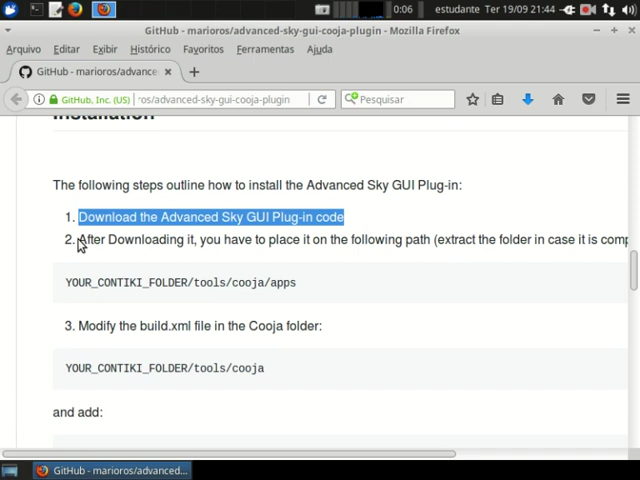 0:06
estudante Ter 19/09 21:44
GitHub - marioros/advanced-sky-gui-cooja-plugin - Mozilla Firefox
Arquivo Editar Exibir Histórico Favoritos Ferramentas Ajuda
GitHub - marioros/advance
GitHub, Inc. (US) ros/advanced-sky-gui-cooja-plugin Pesquisar
Installation
The following steps outline how to install the Advanced Sky GUI Plug-in:
1. Download the Advanced Sky GUI Plug-in code
2. After Downloading it, you have to place it on the following path (extract the folder in case it is comp
YOUR_CONTIKI_FOLDER/tools/cooja/apps
3. Modify the build.xml file in the Cooja folder:
YOUR_CONTIKI_FOLDER/tools/cooja
and add:
GitHub - marioros/advanced...